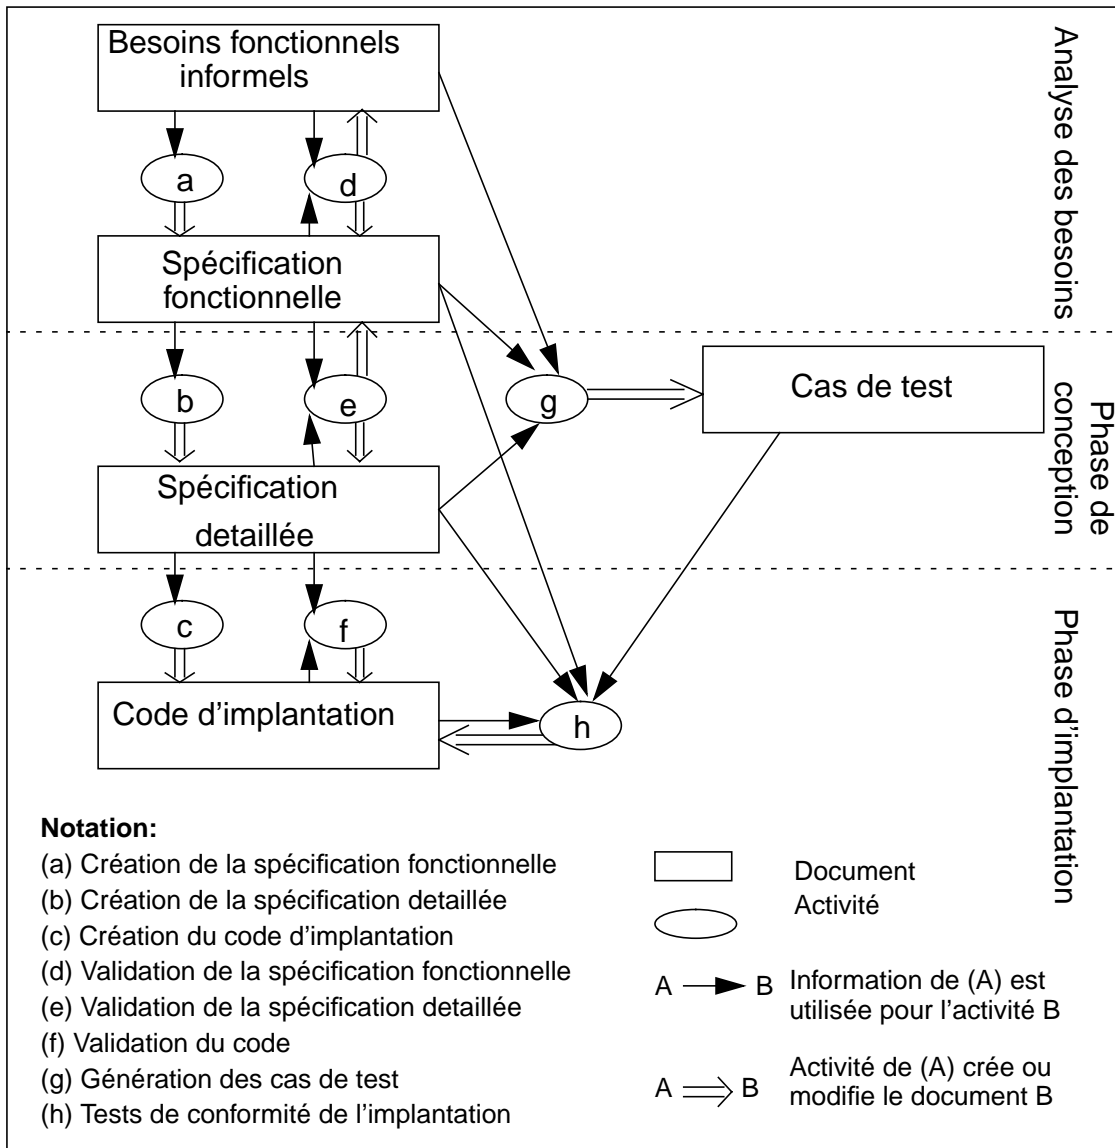 Besoins fonctionnels
informels
Analyse des besoins
a
d
Spécification
fonctionnelle
b
e
g
Cas de test
Phase de
conception
Spécification
detaillée
c
f
Phase d'implantation
Code d'implantation
h
Notation:
(a) Création de la spécification fonctionnelle
(b) Création de la spécification detaillée
(c) Création du code d'implantation
(d) Validation de la spécification fonctionnelle
(e) Validation de la spécification detaillée
(f) Validation du code
(g) Génération des cas de test
(h) Tests de conformité de l'implantation
Document
Activité
A B Information de (A) est
utilisée pour l'activité B
A B Activité de (A) crée ou
modifie le document B